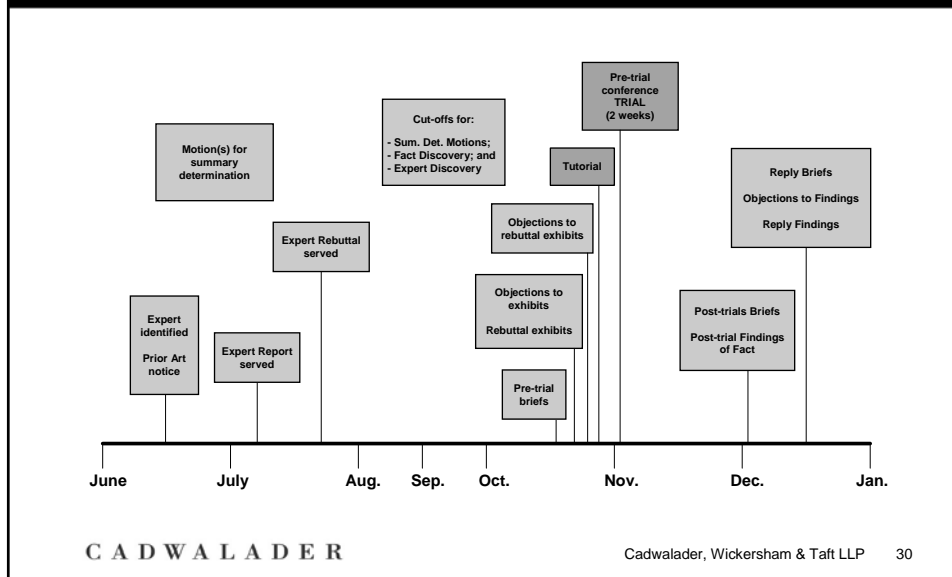 Pre-trial
conference
TRIAL
(2 weeks)
Cut-offs for:
- Sum. Det. Motions;
- Fact Discovery; and
- Expert Discovery
Motion(s) for
summary
determination
Tutorial
Reply Briefs
Objections to Findings
Reply Findings
Objections to
rebuttal exhibits
Expert Rebuttal
served
Objections to
exhibits
Rebuttal exhibits
Expert
identified
Prior Art
notice
Post-trials Briefs
Post-trial Findings
of Fact
Expert Report
served
Pre-trial
briefs
June
July
Aug.
Sep.
Oct.
Nov.
Dec.
Jan.
CADWALADER
Cadwalader, Wickersham & Taft LLP 30